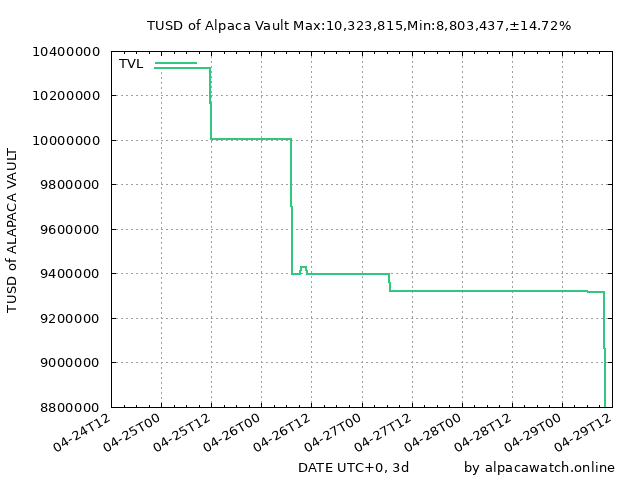 TUSD of Alpaca Vault Max:10,323,815,Min:8,803,437,±14.72%
TVL
10400000
10200000
10000000
9800000
9600000
9400000
9200000
9000000
8800000
TUSD of ALAPACA VAULT
04-24T12
04-25T00
04-25T12
04-26T00
04-26T12
04-27T00
04-27T12
04-28T00
04-28T12
04-29T00
04-29T12
DATE UTC+0, 3d
by alpacawatch.online